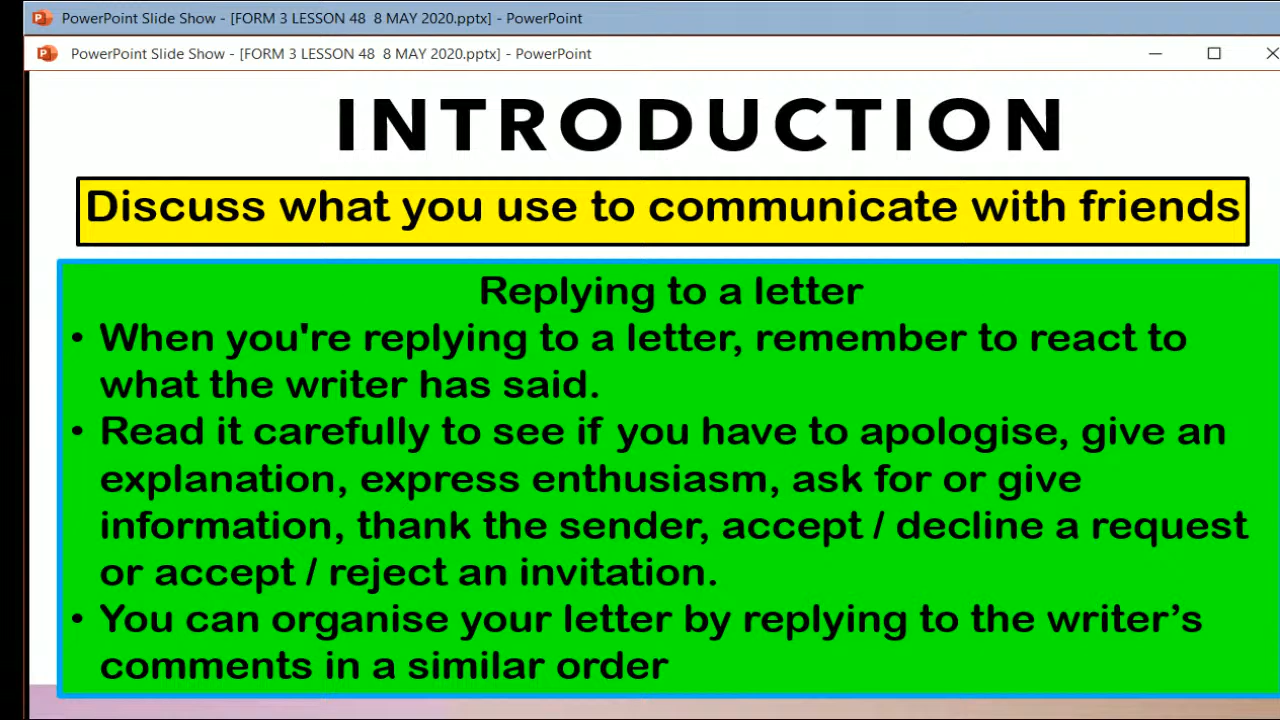 PowerPoint Slide Show - [FORM 3 LESSON 48  8 MAY 2020.pptx] - PowerPoint
PowerPoint Slide Show - [FORM 3 LESSON 48  8 MAY 2020.pptx] - PowerPoint
INTRODUCTION
Discuss what you use to communicate with friends
Replying to a letter
• When you're replying to a letter, remember to react to
what the writer has said.
• Read it carefully to see if you have to apologise, give an
explanation, express enthusiasm, ask for or give
information, thank the sender, accept / decline a request
or accept / reject an invitation.
• You can organise your letter by replying to the writer’s
comments in a similar order